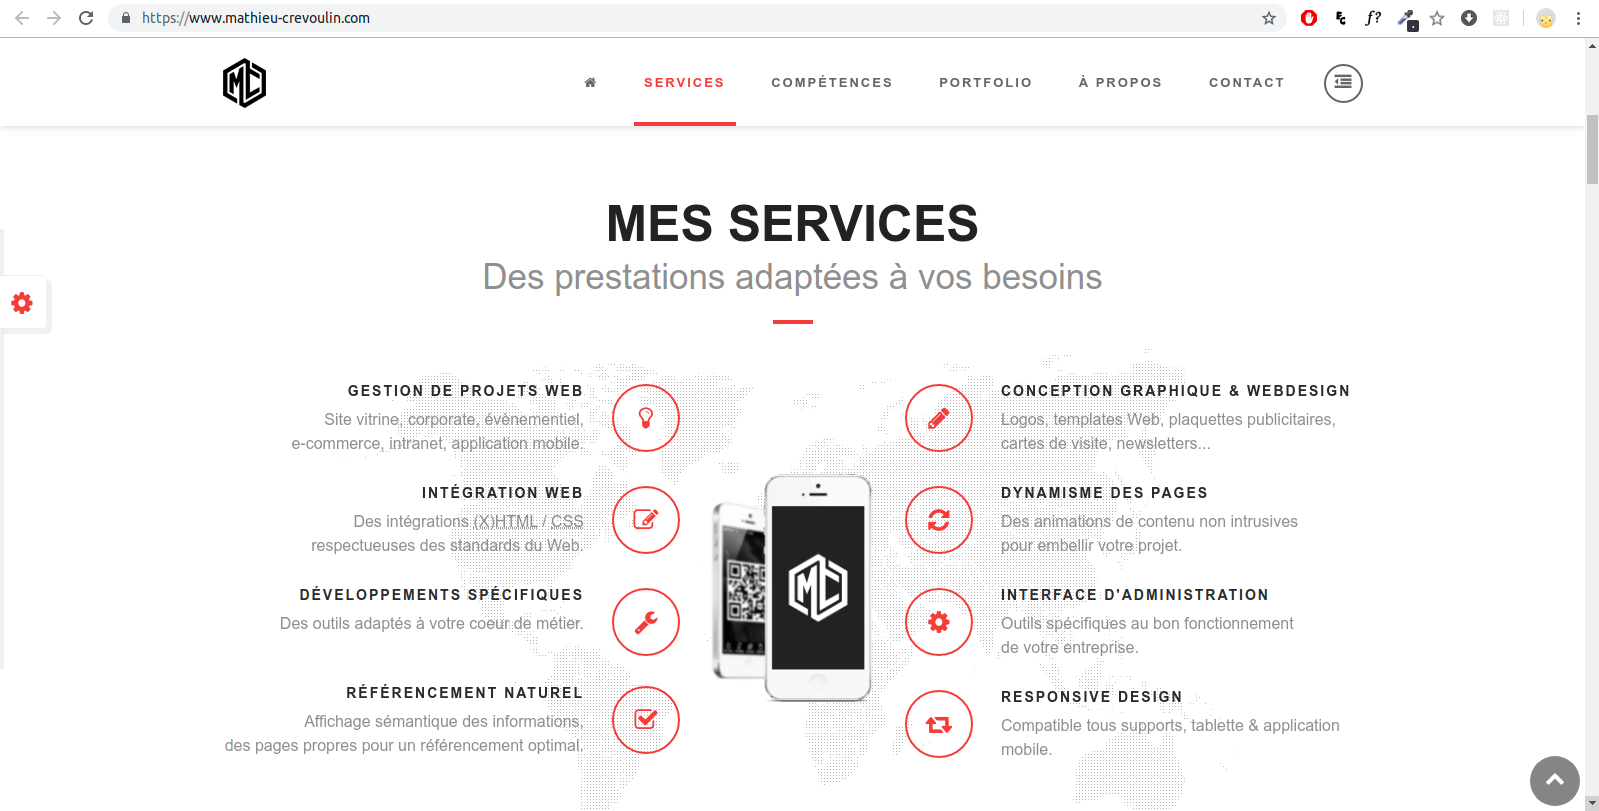 https://www.mathieu-crevoulin.com
f?
MC
SERVICES
COMPÉTENCES
PORTFOLIO
À PROPOS
CONTACT
MES SERVICES
Des prestations adaptées à vos besoins
GESTION DE PROJETS WEB
Site vitrine, corporate, évènementiel,
e-commerce, intranet, application mobile.
INTÉGRATION WEB
Des intégrations (X)HTML / CSS
respectueuses des standards du Web.
DÉVELOPPEMENTS SPÉCIFIQUES
Des outils adaptés à votre coeur de métier.
RÉFÉRENCEMENT NATUREL
Affichage sémantique des informations,
des pages propres pour un référencement optimal.
MC
CONCEPTION GRAPHIQUE & WEBDESIGN
Logos, templates Web, plaquettes publicitaires,
cartes de visite, newsletters...
DYNAMISME DES PAGES
Des animations de contenu non intrusives
pour embellir votre projet.
INTERFACE D'ADMINISTRATION
Outils spécifiques au bon fonctionnement
de votre entreprise.
RESPONSIVE DESIGN
Compatible tous supports, tablette & application
mobile.